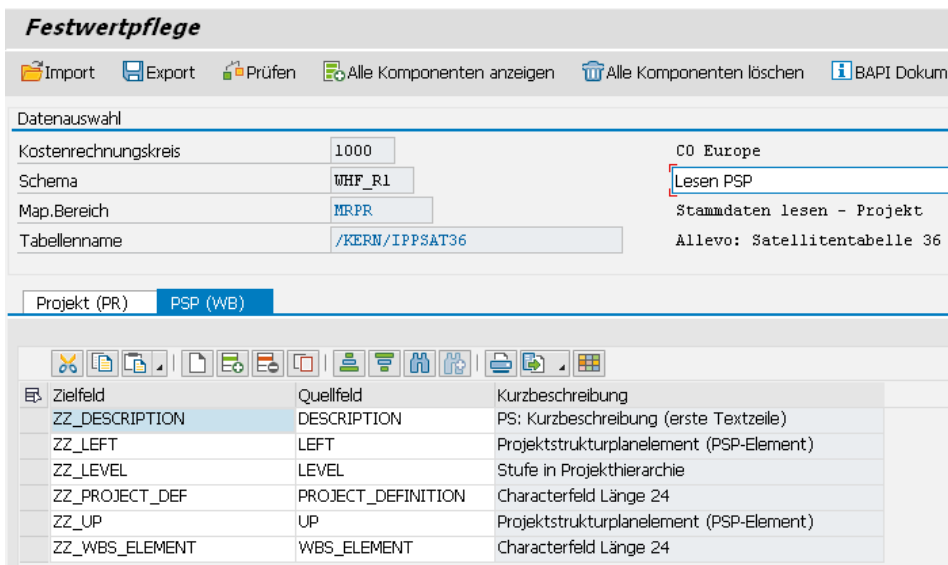 Festwertpflege
Import Export Prüfen Alle Komponenten anzeigen Alle Komponenten löschen BAPI Dokum
Datenauswahl
Kostenrechnungskreis 1000 CO Europe
Schema WHF_R1 Lesen PSP
Map.Bereich MRPR Stammdaten lesen - Projekt
Tabellenname /KERN/IPPSAT36 Allevo: Satellitentabelle 36
Projekt (PR) PSP (WB)
Zielfeld Quellfeld Kurzbeschreibung
ZZ_DESCRIPTION DESCRIPTION PS: Kurzbeschreibung (erste Textzeile)
ZZ_LEFT LEFT Projektstrukturplanelement (PSP-Element)
ZZ_LEVEL LEVEL Stufe in Projekthierarchie
ZZ_PROJECT_DEF PROJECT_DEFINITION Characterfeld Länge 24
ZZ_UP UP Projektstrukturplanelement (PSP-Element)
ZZ_WBS_ELEMENT WBS_ELEMENT Characterfeld Länge 24